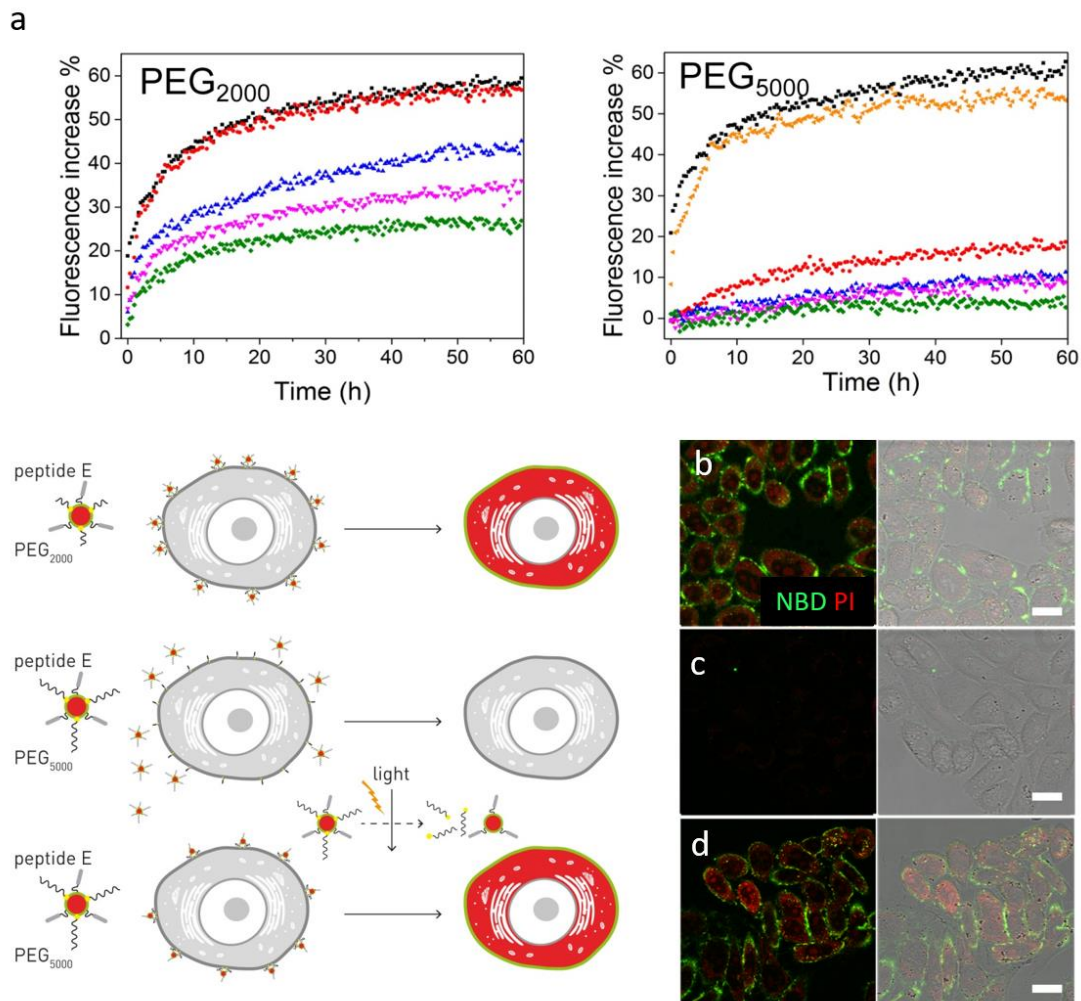 a
PEG2000
Fluorescence increase %
60
50
40
30
20
10
0
0 10 20 30 40 50 60
Time (h)
PEG5000
Fluorescence increase %
60
50
40
30
20
10
0
0 10 20 30 40 50 60
Time (h)
peptide E
PEG2000
peptide E
PEG5000
light
peptide E
PEG5000
b
NBD PI
c
d